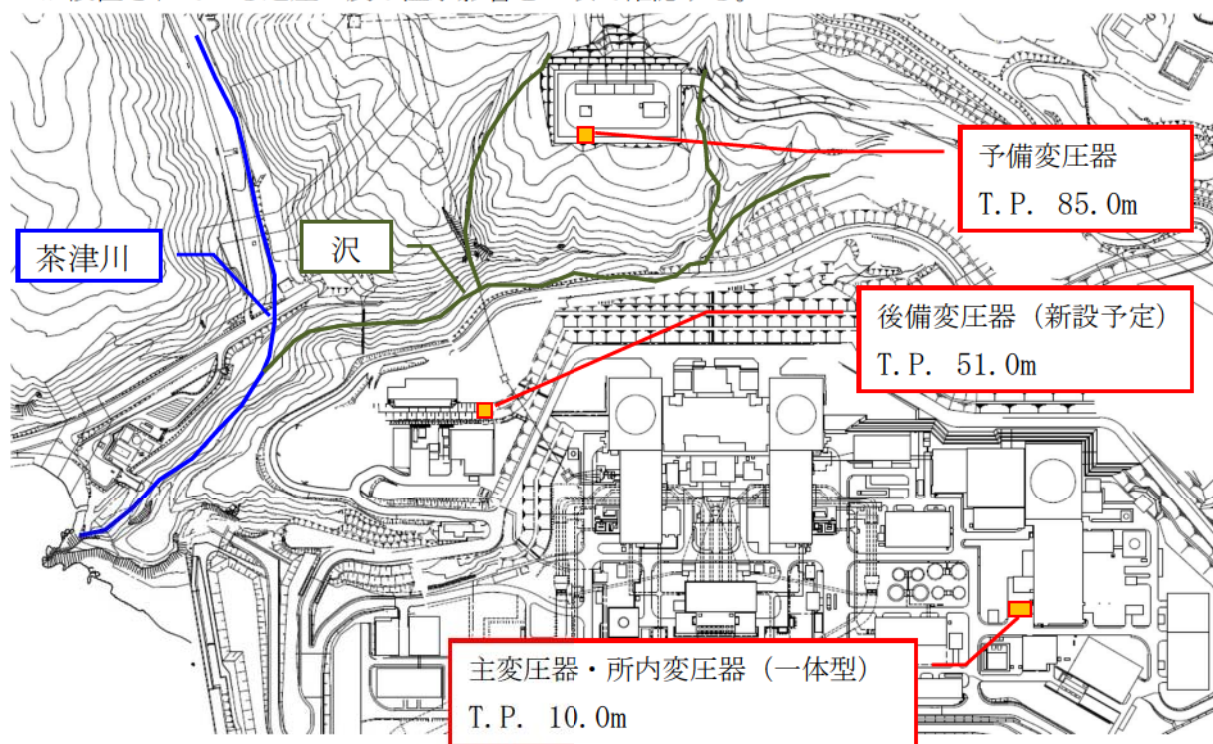 予備変圧器
T.P. 85.0m
茶津川
沢
後備変圧器（新設予定）
T.P. 51.0m
主変圧器・所内変圧器（一体型）
T.P. 10.0m